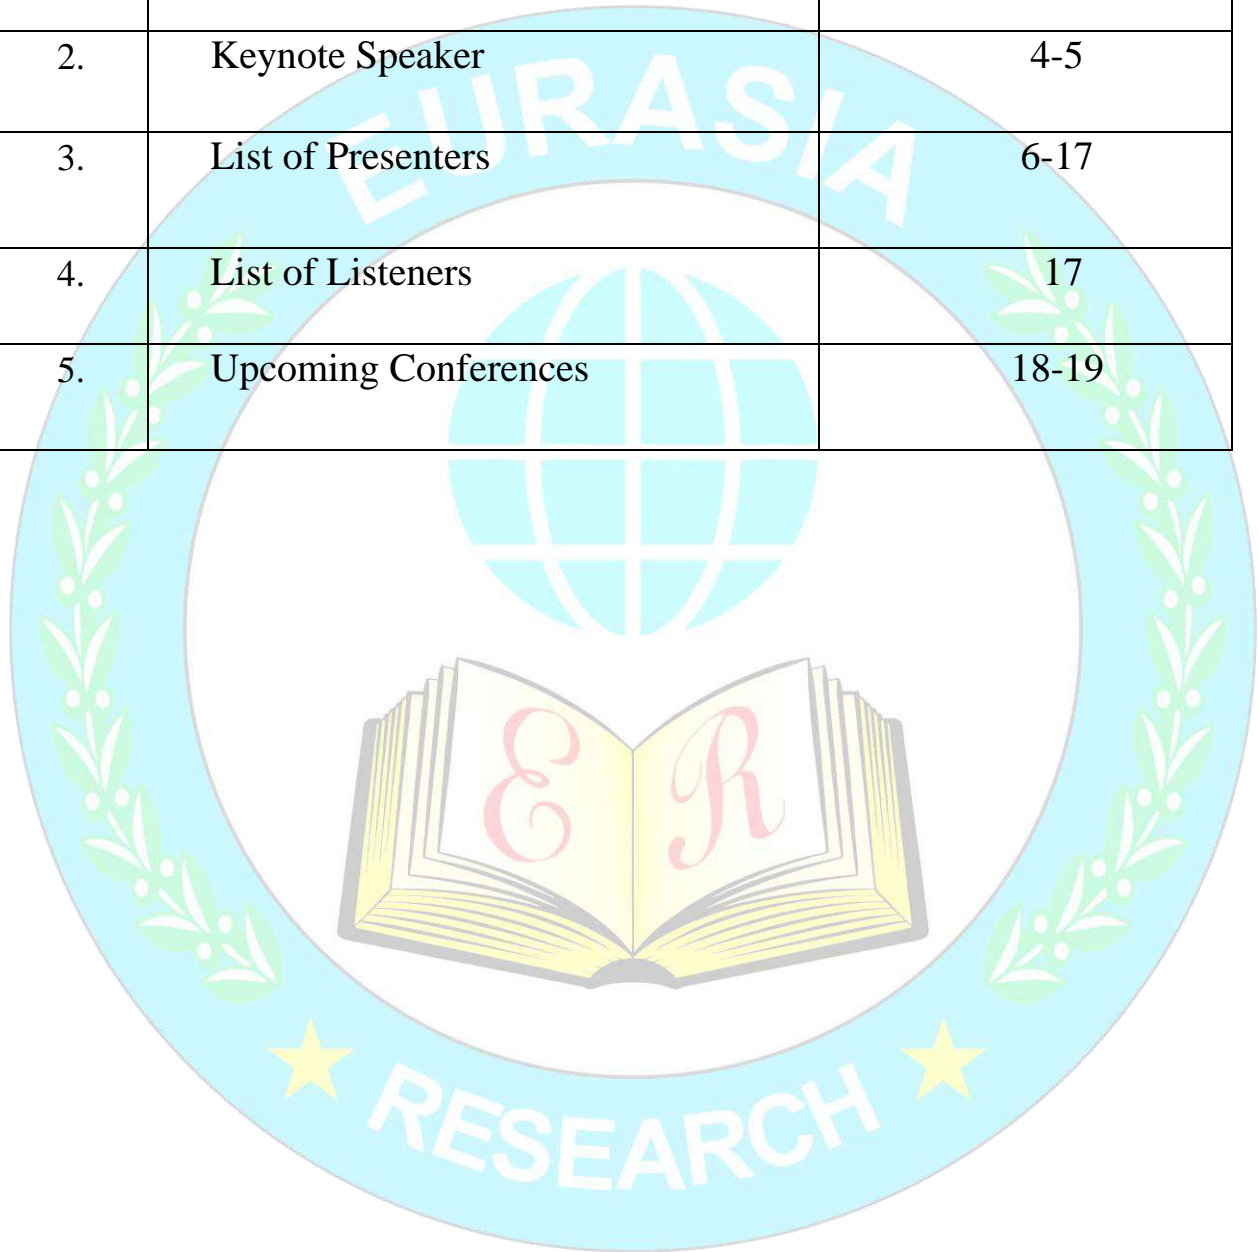 2. Keynote Speaker 4-5
3. List of Presenters 6-17
4. List of Listeners 17
5. Upcoming Conferences 18-19
EURASIA
ER
RESEARCH